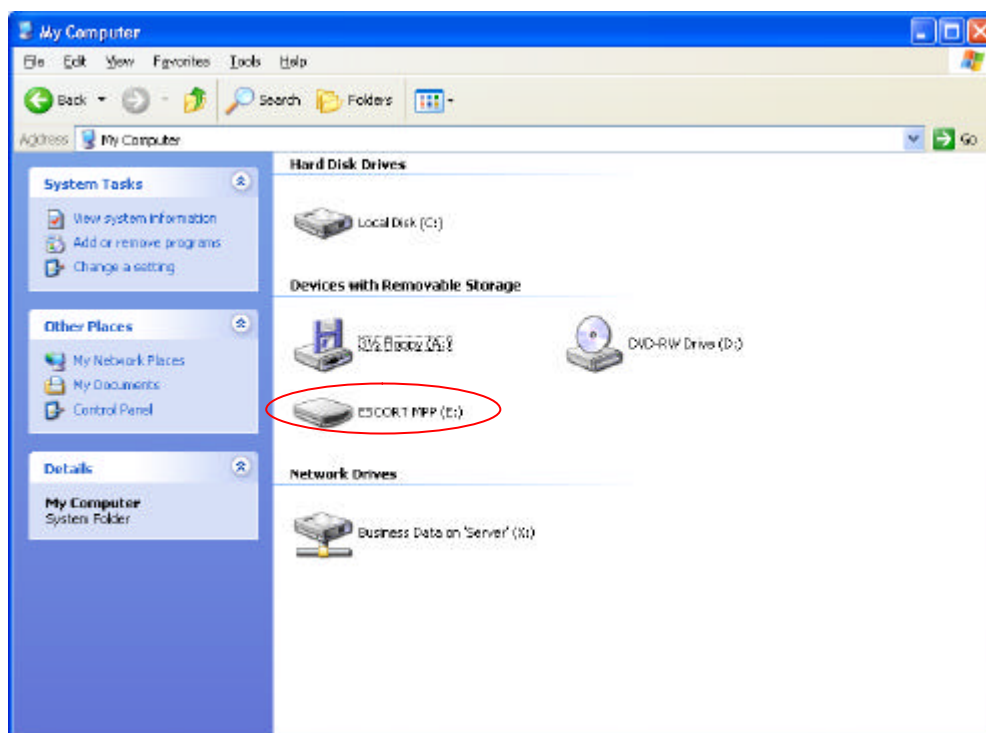 My Computer
File Edit View Favorites Tools Help
Back Search Folders
Address My Computer Go
System Tasks
View system information
Add or remove programs
Change a setting
Other Places
My Network Places
My Documents
Control Panel
Details
My Computer
System Folder
Hard Disk Drives
Local Disk (C:)
Devices with Removable Storage
3½ Floppy (A:)
DVD-RW Drive (D:)
ESCORT MPP (E:)
Network Drives
Business Data on 'Server' (X:)